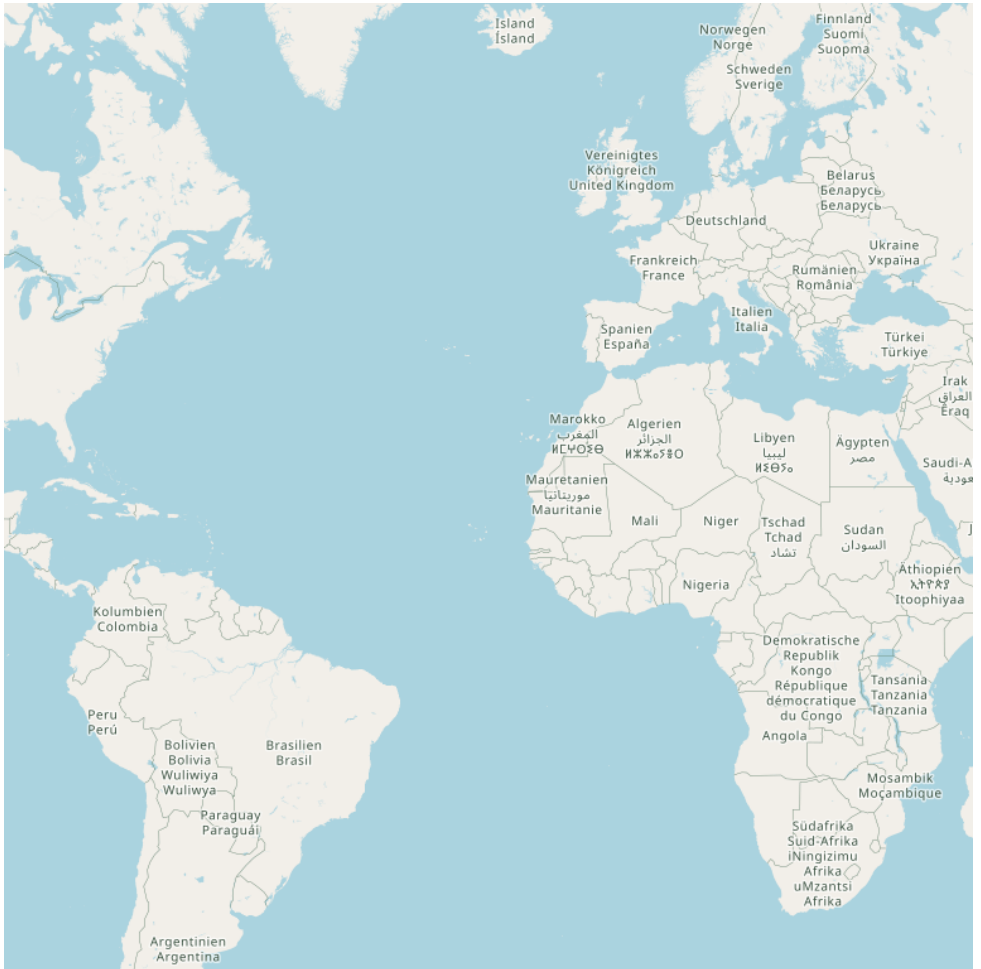 Island
Ísland
Norwegen
Norge
Finnland
Suomi
Suopma
Schweden
Sverige
Vereinigtes
Königreich
United Kingdom
Belarus
Беларусь
Беларусь
Deutschland
Ukraine
Україна
Frankreich
France
Rumänien
România
Italien
Italia
Spanien
España
Türkei
Türkiye
Irak
العراق
Êraq
Marokko
المغرب
ⵍⵎⵖⵔⵉⴱ
Algerien
الجزائر
ⵍⵣⵣⴰⵢⴻⵔ
Libyen
ليبيا
ⵍⵉⴱⵢⴰ
Ägypten
مصر
Saudi-A
عودية
Mauretanien
موريتانيا
Mauritanie
Mali
Niger
Tschad
Tchad
تشاد
Sudan
السودان
J
Äthiopien
ኢትዮጵያ
Itoophiyaa
Nigeria
Kolumbien
Colombia
Demokratische
Republik
Kongo
République
démocratique
du Congo
Tansania
Tanzania
Tanzania
Peru
Perú
Angola
Bolivien
Bolivia
Wuliwiya
Wuliwya
Brasilien
Brasil
Mosambik
Moçambique
Paraguay
Paraguái
Südafrika
Suid-Afrika
iNingizimu
Afrika
uMzantsi
Afrika
Argentinien
Argentina